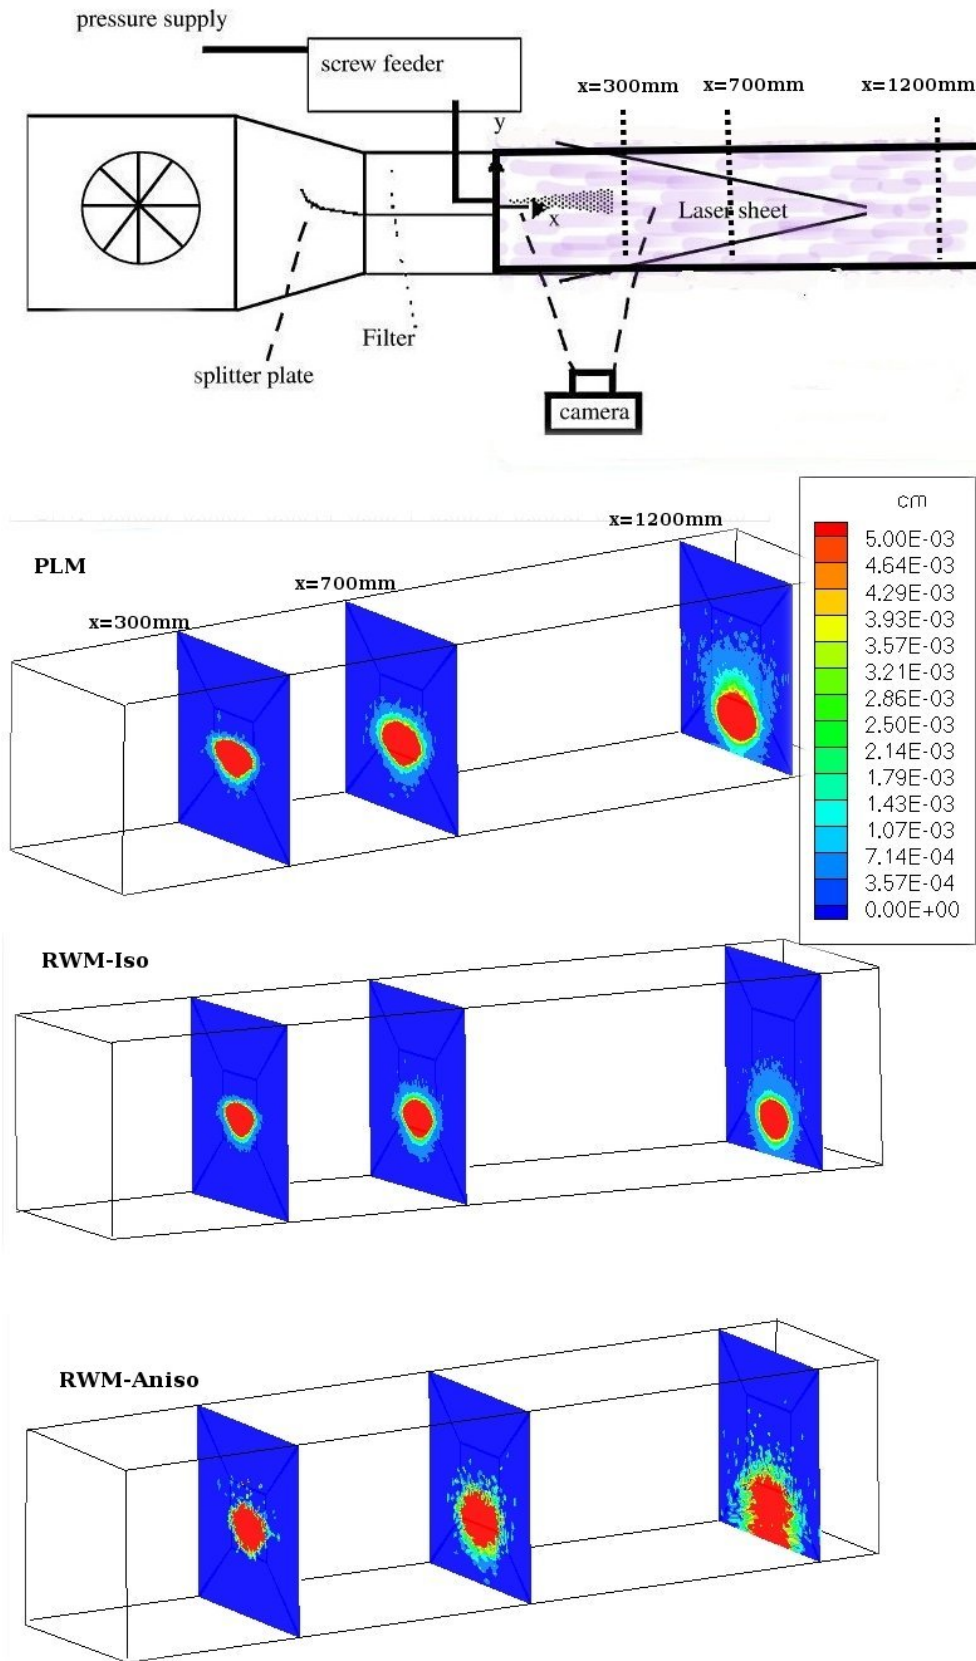 pressure supply
screw feeder
x=300mm
x=700mm
x=1200mm
y
x
Laser sheet
Filter
splitter plate
camera
x=1200mm
PLM
x=700mm
x=300mm
cm
5.00E-03
4.64E-03
4.29E-03
3.93E-03
3.57E-03
3.21E-03
2.86E-03
2.50E-03
2.14E-03
1.79E-03
1.43E-03
1.07E-03
7.14E-04
3.57E-04
0.00E+00
RWM-Iso
RWM-Aniso